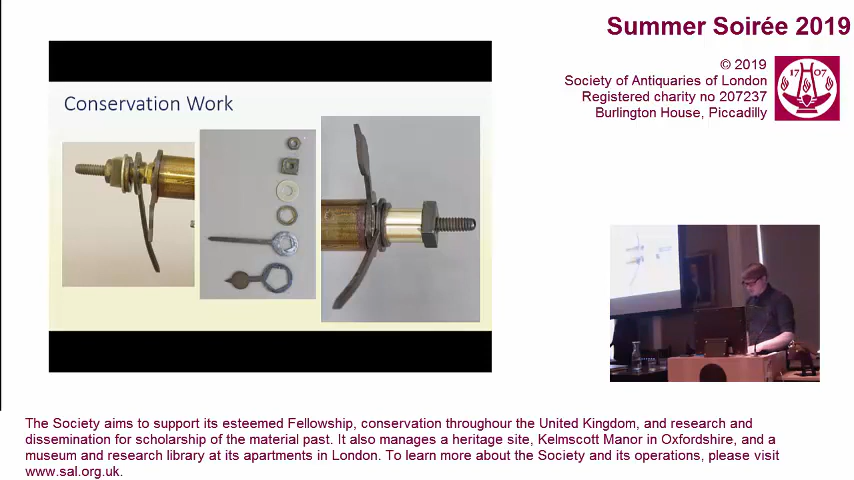 Summer Soirée 2019
© 2019
Society of Antiquaries of London
Registered charity no 207237
Burlington House, Piccadilly
17 07
Conservation Work
The Society aims to support its esteemed Fellowship, conservation throughour the United Kingdom, and research and
dissemination for scholarship of the material past. It also manages a heritage site, Kelmscott Manor in Oxfordshire, and a
museum and research library at its apartments in London. To learn more about the Society and its operations, please visit
www.sal.org.uk.